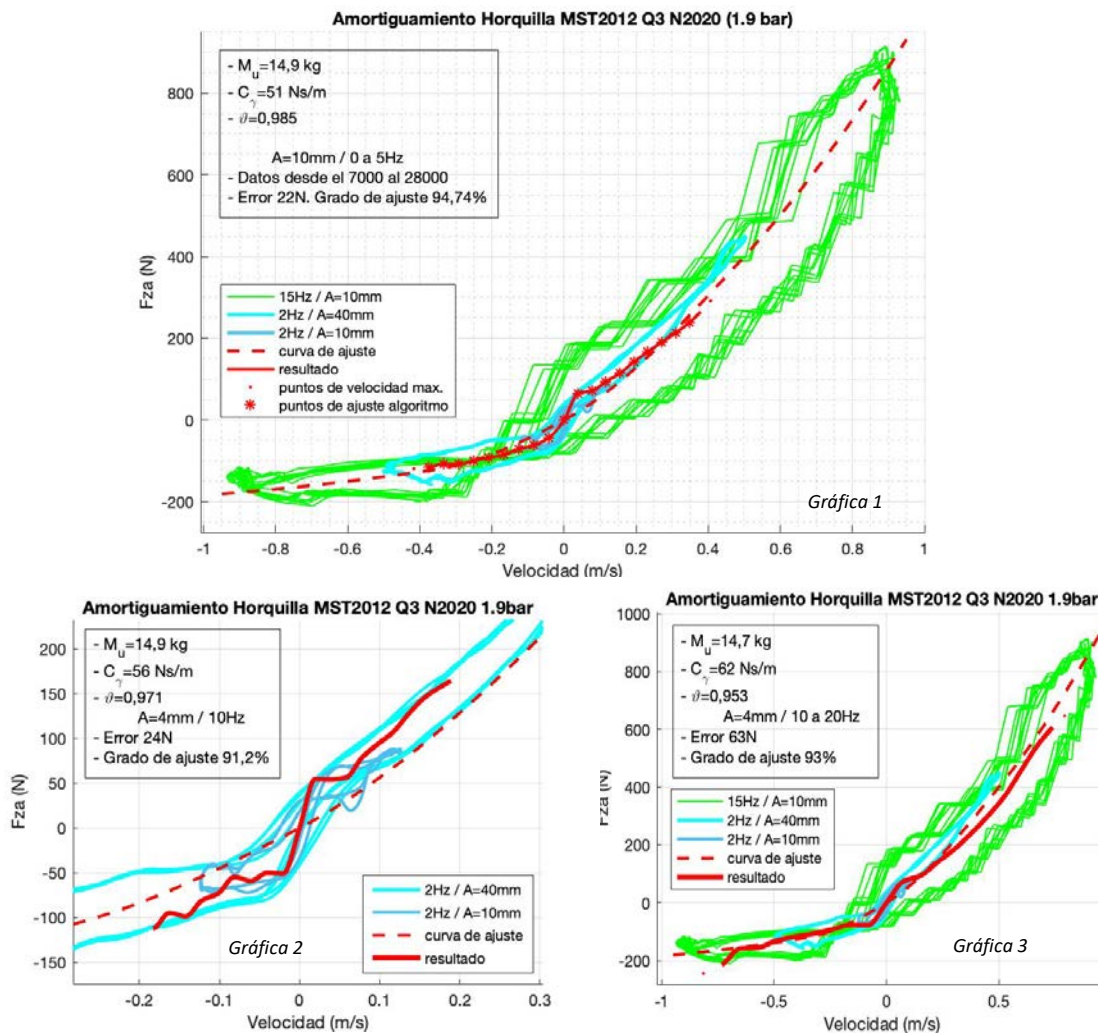 Amortiguamiento Horquilla MST2012 Q3 N2020 (1.9 bar)
- Mu=14,9 kg
- Cγ=51 Ns/m
- ϑ=0,985
A=10mm / 0 a 5Hz
- Datos desde el 7000 al 28000
- Error 22N. Grado de ajuste 94,74%
15Hz / A=10mm
2Hz / A=40mm
2Hz / A=10mm
curva de ajuste
resultado
puntos de velocidad max.
puntos de ajuste algoritmo
Fza (N)
800
600
400
200
0
-200
-1
-0.8
-0.6
-0.4
-0.2
0
0.2
0.4
0.6
0.8
1
Velocidad (m/s)
Gráfica 1
Amortiguamiento Horquilla MST2012 Q3 N2020 1.9bar
- Mu=14,9 kg
- Cγ=56 Ns/m
- ϑ=0,971
A=4mm / 10Hz
- Error 24N
- Grado de ajuste 91,2%
2Hz / A=40mm
2Hz / A=10mm
curva de ajuste
resultado
Fza (N)
200
150
100
50
0
-50
-100
-150
-0.2
-0.1
0
0.1
0.2
0.3
Velocidad (m/s)
Gráfica 2
Amortiguamiento Horquilla MST2012 Q3 N2020 1.9bar
- Mu=14,7 kg
- Cγ=62 Ns/m
- ϑ=0,953
A=4mm / 10 a 20Hz
- Error 63N
- Grado de ajuste 93%
15Hz / A=10mm
2Hz / A=40mm
2Hz / A=10mm
curva de ajuste
resultado
Fza (N)
1000
800
600
400
200
0
-200
-1
-0.5
0
0.5
Velocidad (m/s)
Gráfica 3